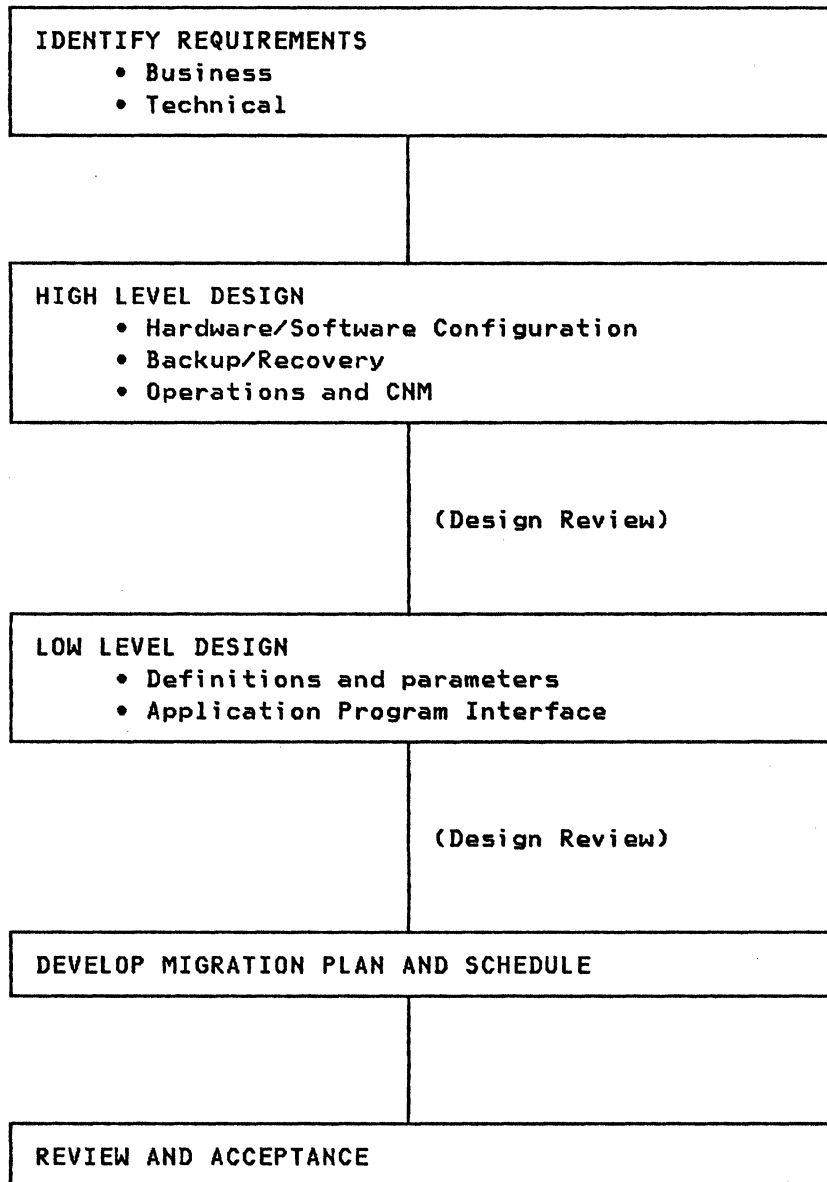 IDENTIFY REQUIREMENTS
• Business
• Technical
HIGH LEVEL DESIGN
• Hardware/Software Configuration
• Backup/Recovery
• Operations and CNM
(Design Review)
LOW LEVEL DESIGN
• Definitions and parameters
• Application Program Interface
(Design Review)
DEVELOP MIGRATION PLAN AND SCHEDULE
REVIEW AND ACCEPTANCE